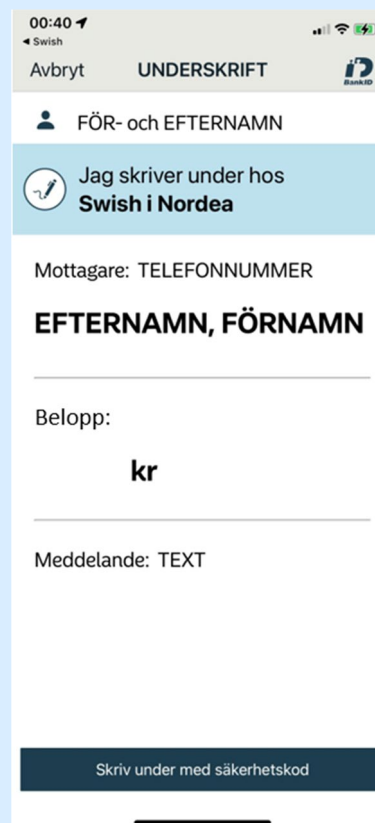 00:40
◀ Swish
Avbryt UNDERSKRIFT
BankID
FÖR- och EFTERNAMN
Jag skriver under hos
Swish i Nordea
Mottagare: TELEFONNUMMER
EFTERNAMN, FÖRNAMN
Belopp:
kr
Meddelande: TEXT
Skriv under med säkerhetskod